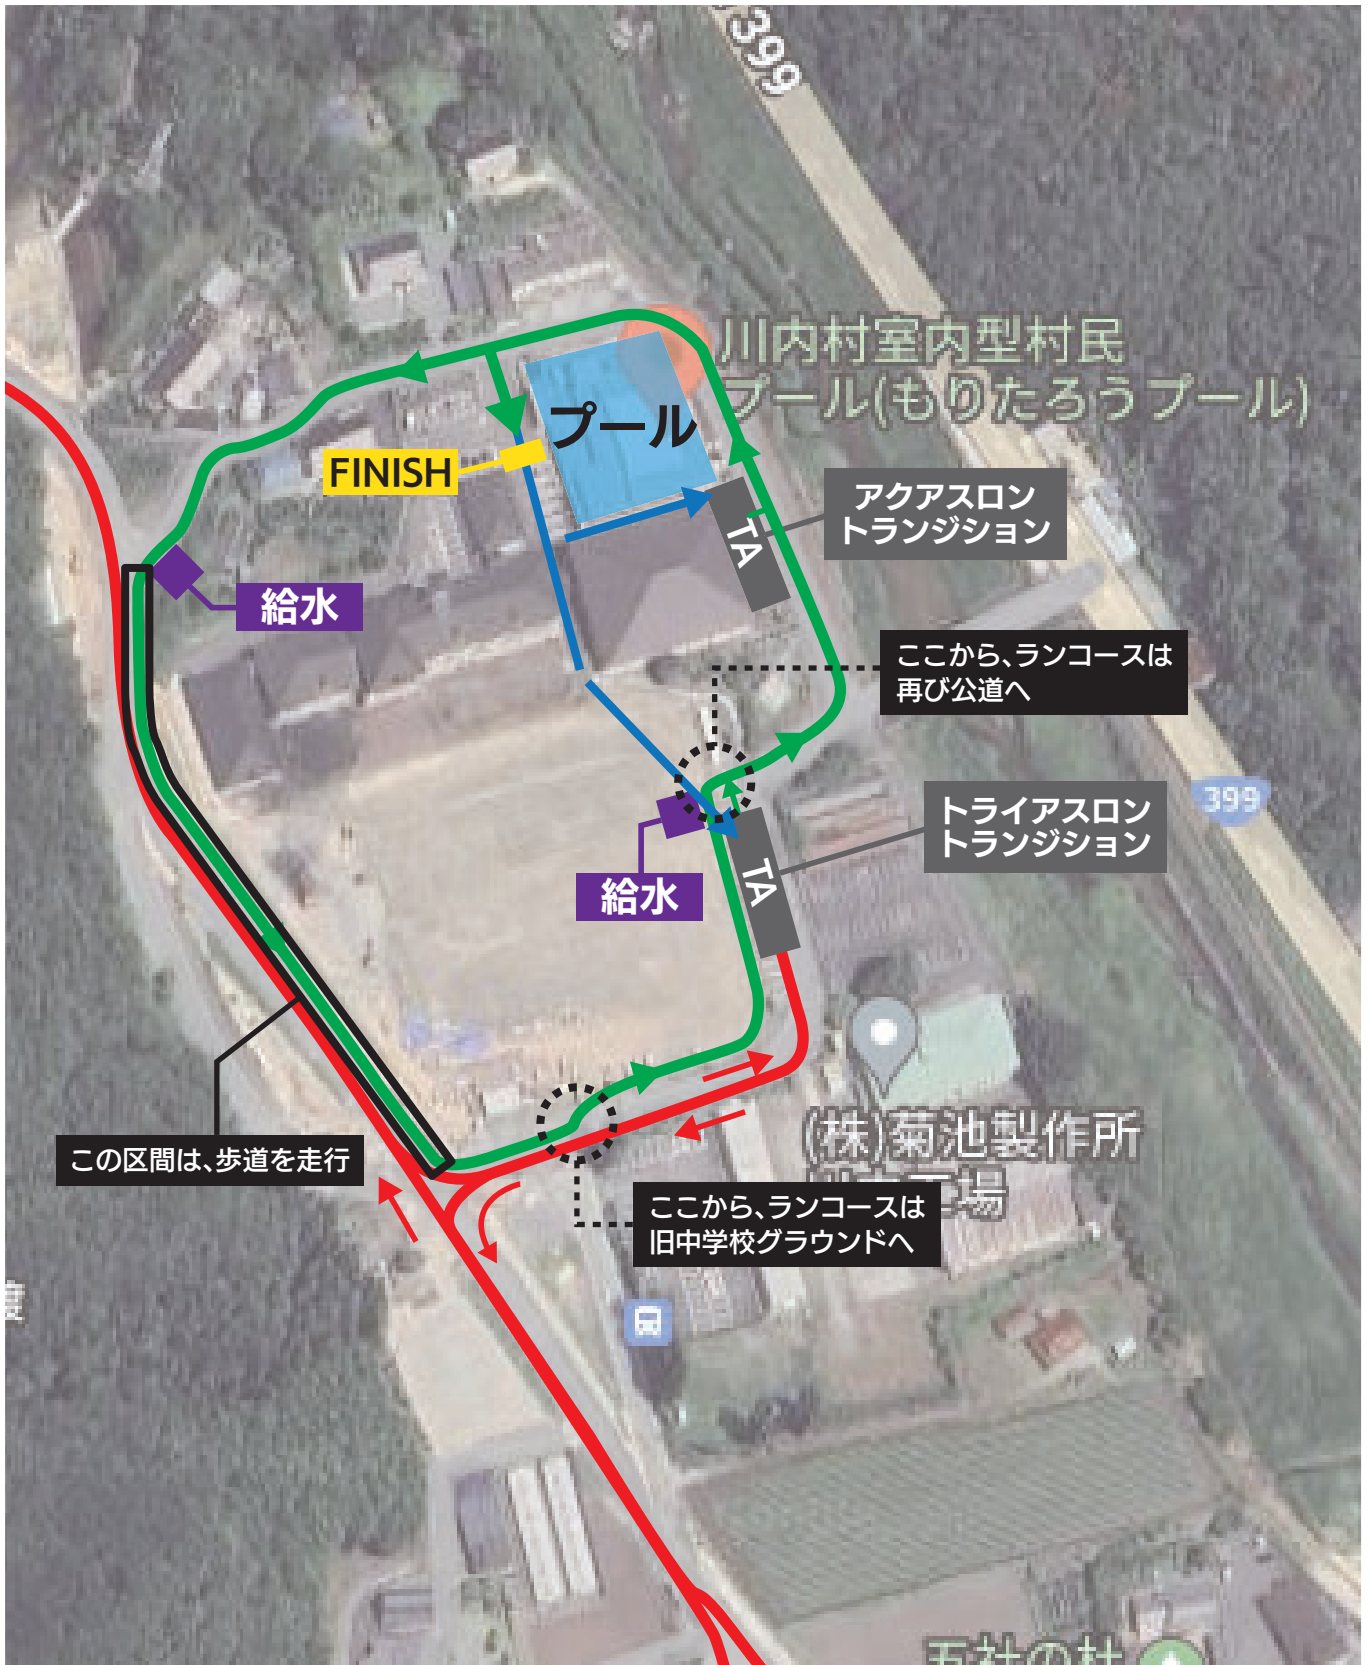 399
川内村室内型村民
プール(もりたろうプール)
プール
FINISH
アクアスロン
トランジション
TA
給水
ここから、ランコースは
再び公道へ
399
トライアスロン
トランジション
TA
給水
(株)菊池製作所
この区間は、歩道を走行
ここから、ランコースは
旧中学校グラウンドへ
五社の杜